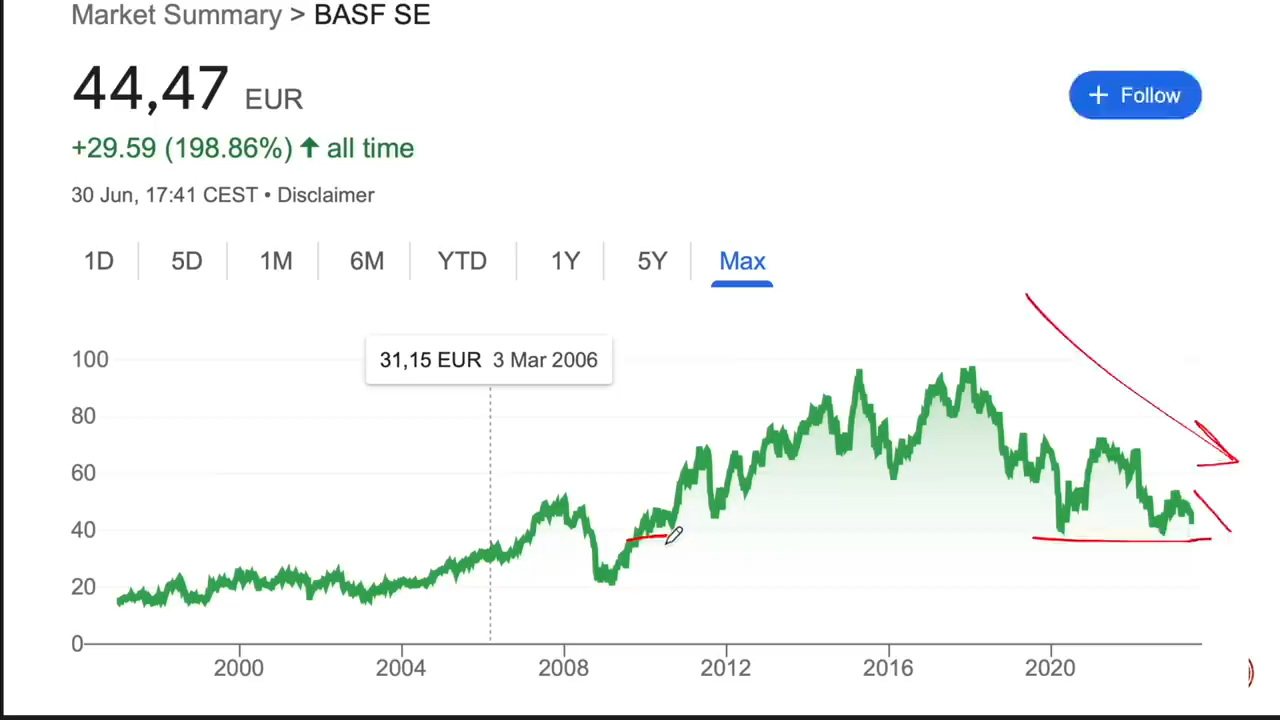 Market Summary > BASF SE
44,47 EUR
+ Follow
+29.59 (198.86%) ↑ all time
30 Jun, 17:41 CEST • Disclaimer
1D 5D 1M 6M YTD 1Y 5Y Max
31,15 EUR 3 Mar 2006
100
80
60
40
20
0
2000 2004 2008 2012 2016 2020